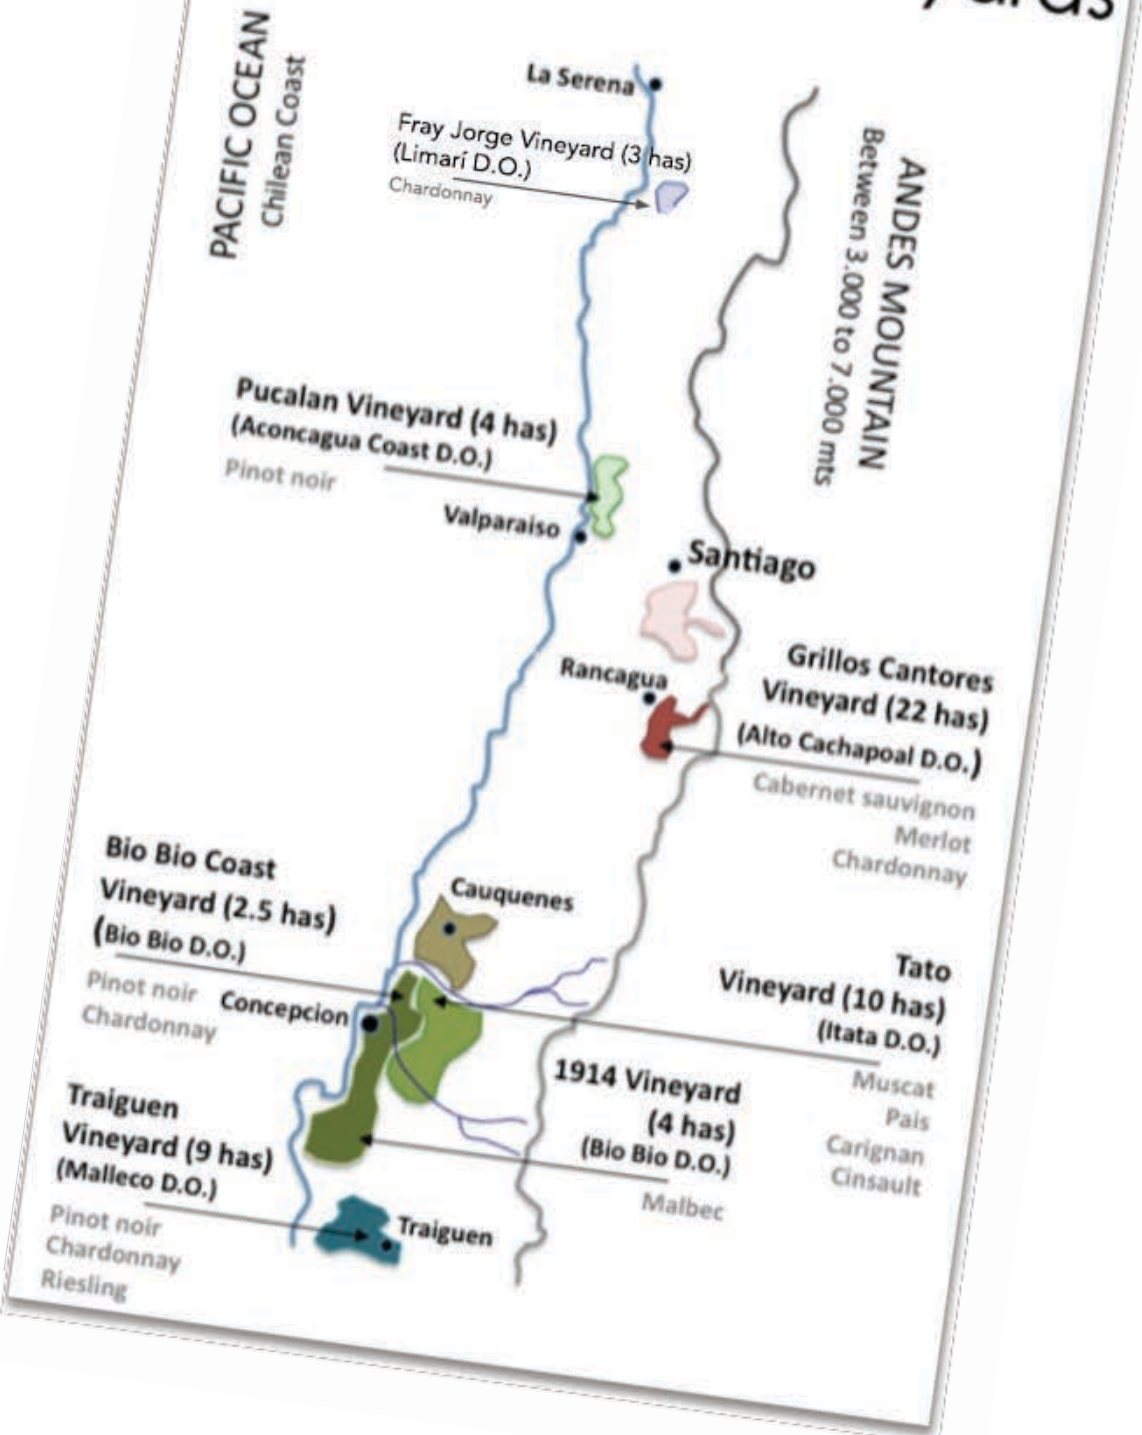 PACIFIC OCEAN
Chilean Coast
La Serena
Fray Jorge Vineyard (3 has)
(Limarí D.O.)
Chardonnay
ANDES MOUNTAIN
Between 3.000 to 7.000 mts
Pucalan Vineyard (4 has)
(Aconcagua Coast D.O.)
Pinot noir
Valparaiso
Santiago
Rancagua
Grillos Cantores
Vineyard (22 has)
(Alto Cachapoal D.O.)
Cabernet sauvignon
Merlot
Chardonnay
Bio Bio Coast
Vineyard (2.5 has)
(Bio Bio D.O.)
Pinot noir
Chardonnay
Cauquenes
Concepcion
Tato
Vineyard (10 has)
(Itata D.O.)
Muscat
Pais
Carignan
Cinsault
1914 Vineyard
(4 has)
(Bio Bio D.O.)
Malbec
Traiguen
Vineyard (9 has)
(Malleco D.O.)
Pinot noir
Chardonnay
Riesling
Traiguen